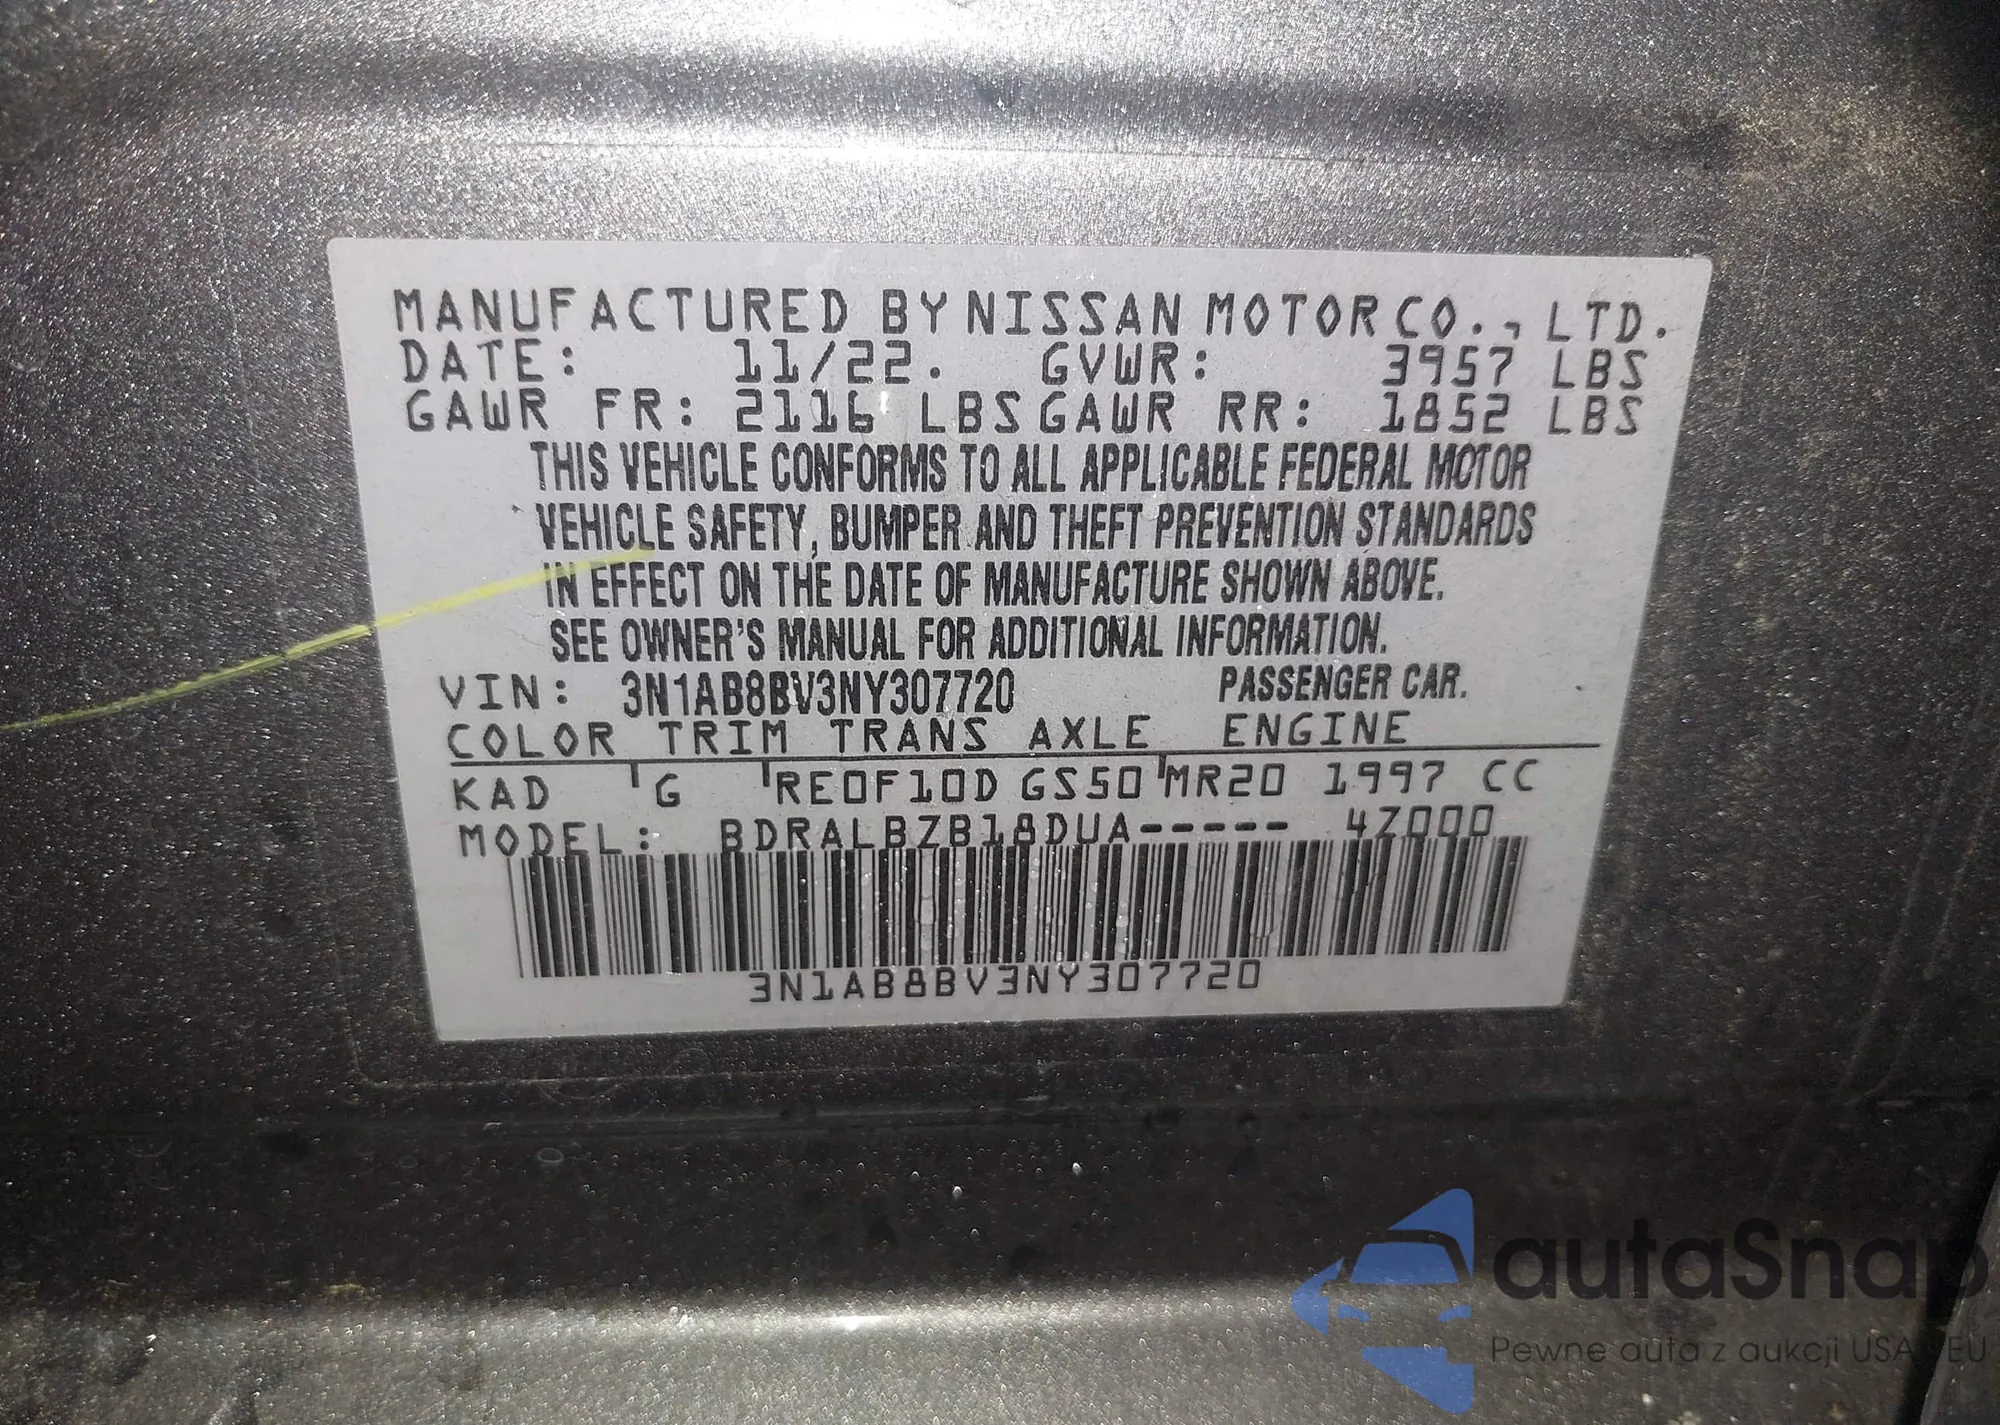 MANUFACTURED BY NISSAN MOTOR CO., LTD.
DATE: 11/22. GVWR: 3957 LBS
GAWR FR: 2116 LBS GAWR RR: 1852 LBS
THIS VEHICLE CONFORMS TO ALL APPLICABLE FEDERAL MOTOR
VEHICLE SAFETY, BUMPER AND THEFT PREVENTION STANDARDS
IN EFFECT ON THE DATE OF MANUFACTURE SHOWN ABOVE.
SEE OWNER'S MANUAL FOR ADDITIONAL INFORMATION.
VIN: 3N1AB8BV3NY307720 PASSENGER CAR.
COLOR TRIM TRANS AXLE ENGINE
KAD G RE0F10D GS50 MR20 1997 CC
MODEL: BDRALBZB18DUA----- 4Z000
3N1AB8BV3NY307720
autaSnap
Pewne auta z aukcji USA EU